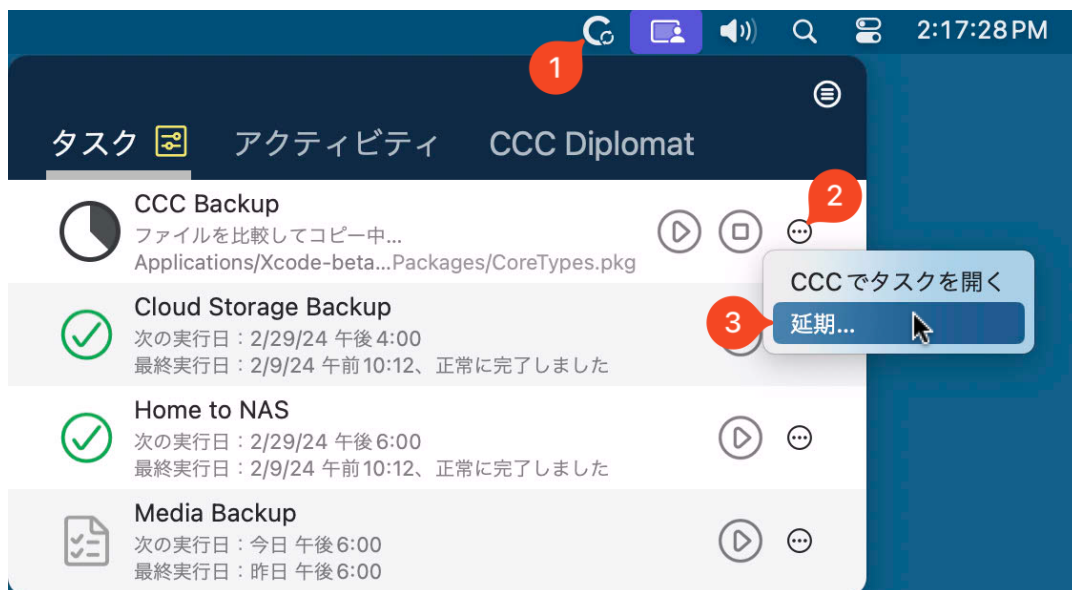 2:17:28 PM
1
タスク アクティビティ CCC Diplomat
CCC Backup
2
ファイルを比較してコピー中...
Applications/Xcode-beta...Packages/CoreTypes.pkg
CCCでタスクを開く
3
延期...
Cloud Storage Backup
次の実行日：2/29/24 午後4:00
最終実行日：2/9/24 午前10:12、正常に完了しました
Home to NAS
次の実行日：2/29/24 午後6:00
最終実行日：2/9/24 午前10:12、正常に完了しました
Media Backup
次の実行日：今日 午後6:00
最終実行日：昨日 午後6:00